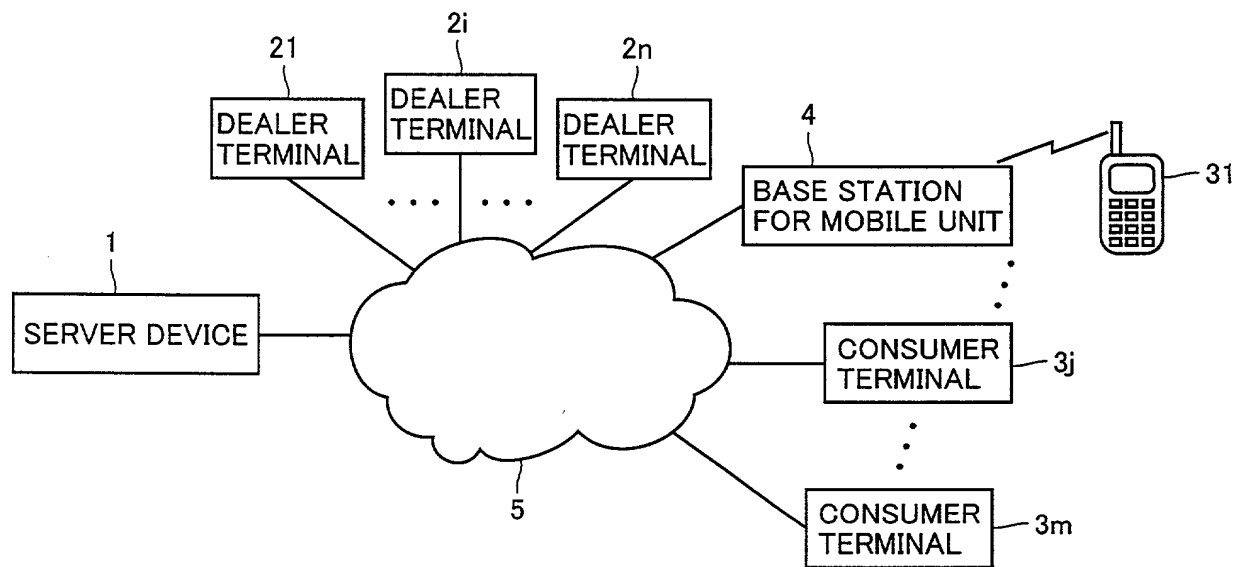 21
2i
2n
DEALER
TERMINAL
DEALER
TERMINAL
DEALER
TERMINAL
4
BASE STATION
FOR MOBILE UNIT
31
1
SERVER DEVICE
CONSUMER
TERMINAL
3j
5
CONSUMER
TERMINAL
3m